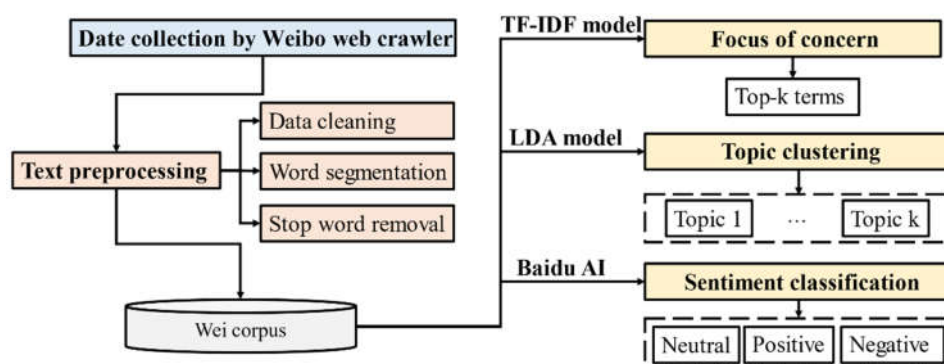 Date collection by Weibo web crawler
Text preprocessing
Data cleaning
Word segmentation
Stop word removal
Wei corpus
TF-IDF model
Focus of concern
Top-k terms
LDA model
Topic clustering
Topic 1 ... Topic k
Baidu AI
Sentiment classification
Neutral Positive Negative